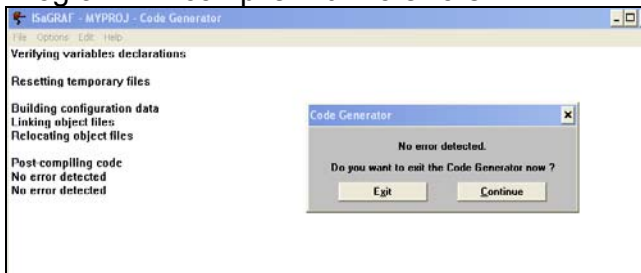 ISaGRAF - MYPROJ - Code Generator
File Options Edit Help
Verifying variables declarations
Resetting temporary files
Building configuration data
Linking object files
Relocating object files
Post-compiling code
No error detected
No error detected
Code Generator
No error detected.
Do you want to exit the Code Generator now ?
Exit
Continue